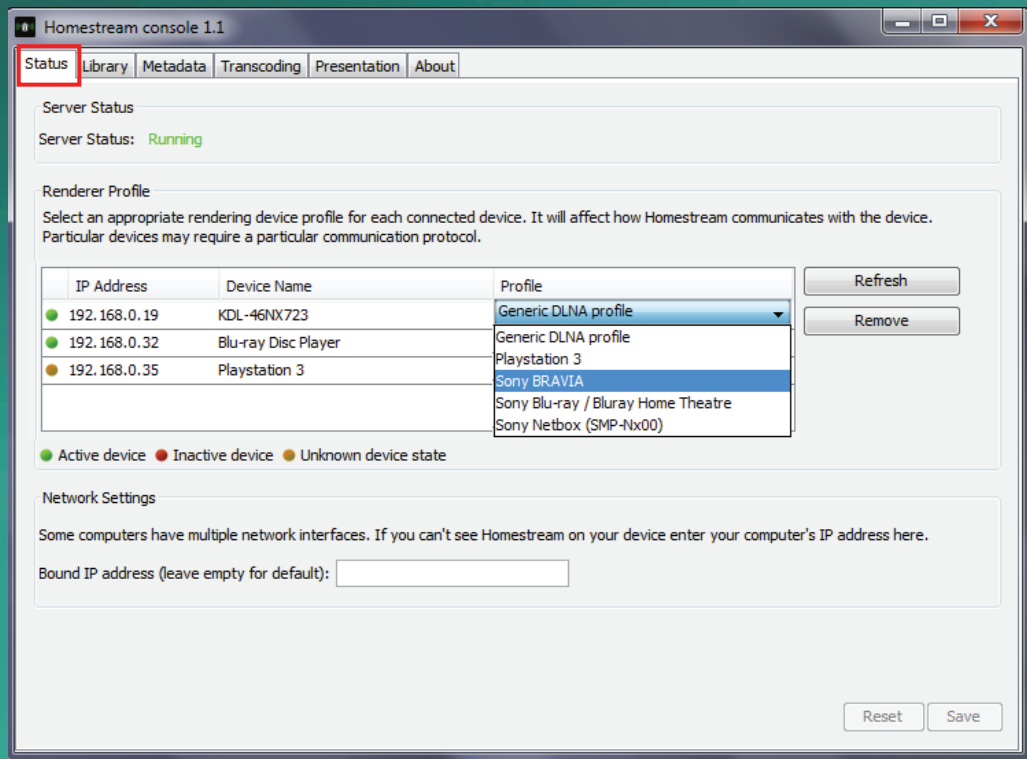 Homestream console 1.1
Status Library Metadata Transcoding Presentation About
Server Status
Server Status: Running
Renderer Profile
Select an appropriate rendering device profile for each connected device. It will affect how Homestream communicates with the device.
Particular devices may require a particular communication protocol.
IP Address Device Name Profile
Refresh
192.168.0.19 KDL-46NX723 Generic DLNA profile
Remove
Generic DLNA profile
192.168.0.32 Blu-ray Disc Player
Playstation 3
192.168.0.35 Playstation 3
Sony BRAVIA
Sony Blu-ray / Bluray Home Theatre
Sony Netbox (SMP-Nx00)
Active device Inactive device Unknown device state
Network Settings
Some computers have multiple network interfaces. If you can't see Homestream on your device enter your computer's IP address here.
Bound IP address (leave empty for default):
Reset Save